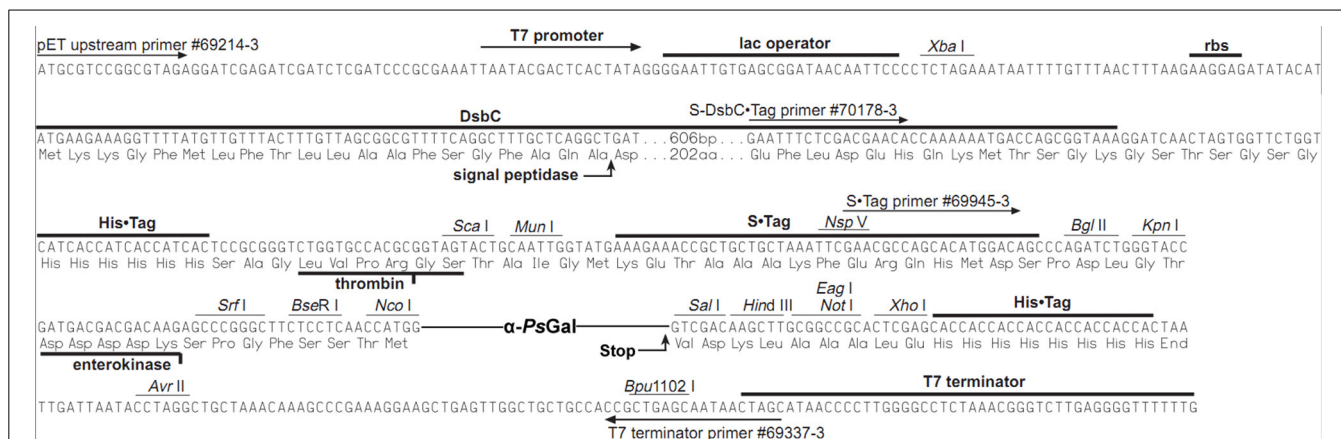 pET upstream primer #69214-3 T7 promoter lac operator Xba I rbs
ATGCGTCCGGCGTAGAGGATCGAGATCGATCTCGATCCCGCGAAATTAATACGACTCACTATAGGGGAATTGTGAGCGGATAACAATTCCCCTCTAGAAATAATTTTGTTTAACTTTAAGAAGGAGATATACAT
DsbC S-DsbC•Tag primer #70178-3
ATGAAGAAAGGTTTTATGTTGTTTACTTTGTTAGCGGCGTTTTCAGGCTTTGCTCAGGCTGAT ...606bp... GAATTTCTCGACGAACACCAAAAAATGACCAGCGGTAAAGGATCAACTAGTGGTTCTGGT
Met Lys Lys Gly Phe Met Leu Phe Thr Leu Leu Ala Ala Phe Ser Gly Phe Ala Gln Ala Asp ...202aa... Glu Phe Leu Asp Glu His Gln Lys Met Thr Ser Gly Lys Gly Ser Thr Ser Gly Ser Gly
signal peptidase
His•Tag Sca I Mun I S•Tag Nsp V S•Tag primer #69945-3 Bgl II Kpn I
CATCACCATCACCATCACTCCGCGGGTCTGGTGCCACGCGGTAGTACTGCAATTGGTATGAAAGAAACCGCTGCTGCTAAATTCGAACGCCAGCACATGGACAGCCCAGATCTGGGTACC
His His His His His His Ser Ala Gly Leu Val Pro Arg Gly Ser Thr Ala Ile Gly Met Lys Glu Thr Ala Ala Ala Lys Phe Glu Arg Gln His Met Asp Ser Pro Asp Leu Gly Thr
thrombin
Srf I BseR I Nco I Sal I Hind III Eag I Not I Xho I His•Tag
GATGACGACGACAAGAGCCCGGGCTTCTCCTCAACCATGG α-PsGal GTCGACAAGCTTGCGGCCGCACTCGAGCACCACCACCACCACCACCACCACTAA
Asp Asp Asp Asp Lys Ser Pro Gly Phe Ser Ser Thr Met Stop Val Asp Lys Leu Ala Ala Ala Leu Glu His His His His His His His His End
enterokinase
Avr II Bpu1102 I T7 terminator
TTGATTAATACCTAGGCTGCTAAACAAAGCCCGAAAGGAAGCTGAGTTGGCTGCTGCCACCGCTGAGCAATAACTAGCATAACCCCTTGGGGCCTCTAAACGGGTCTTGAGGGGTTTTTTG
T7 terminator primer #69337-3